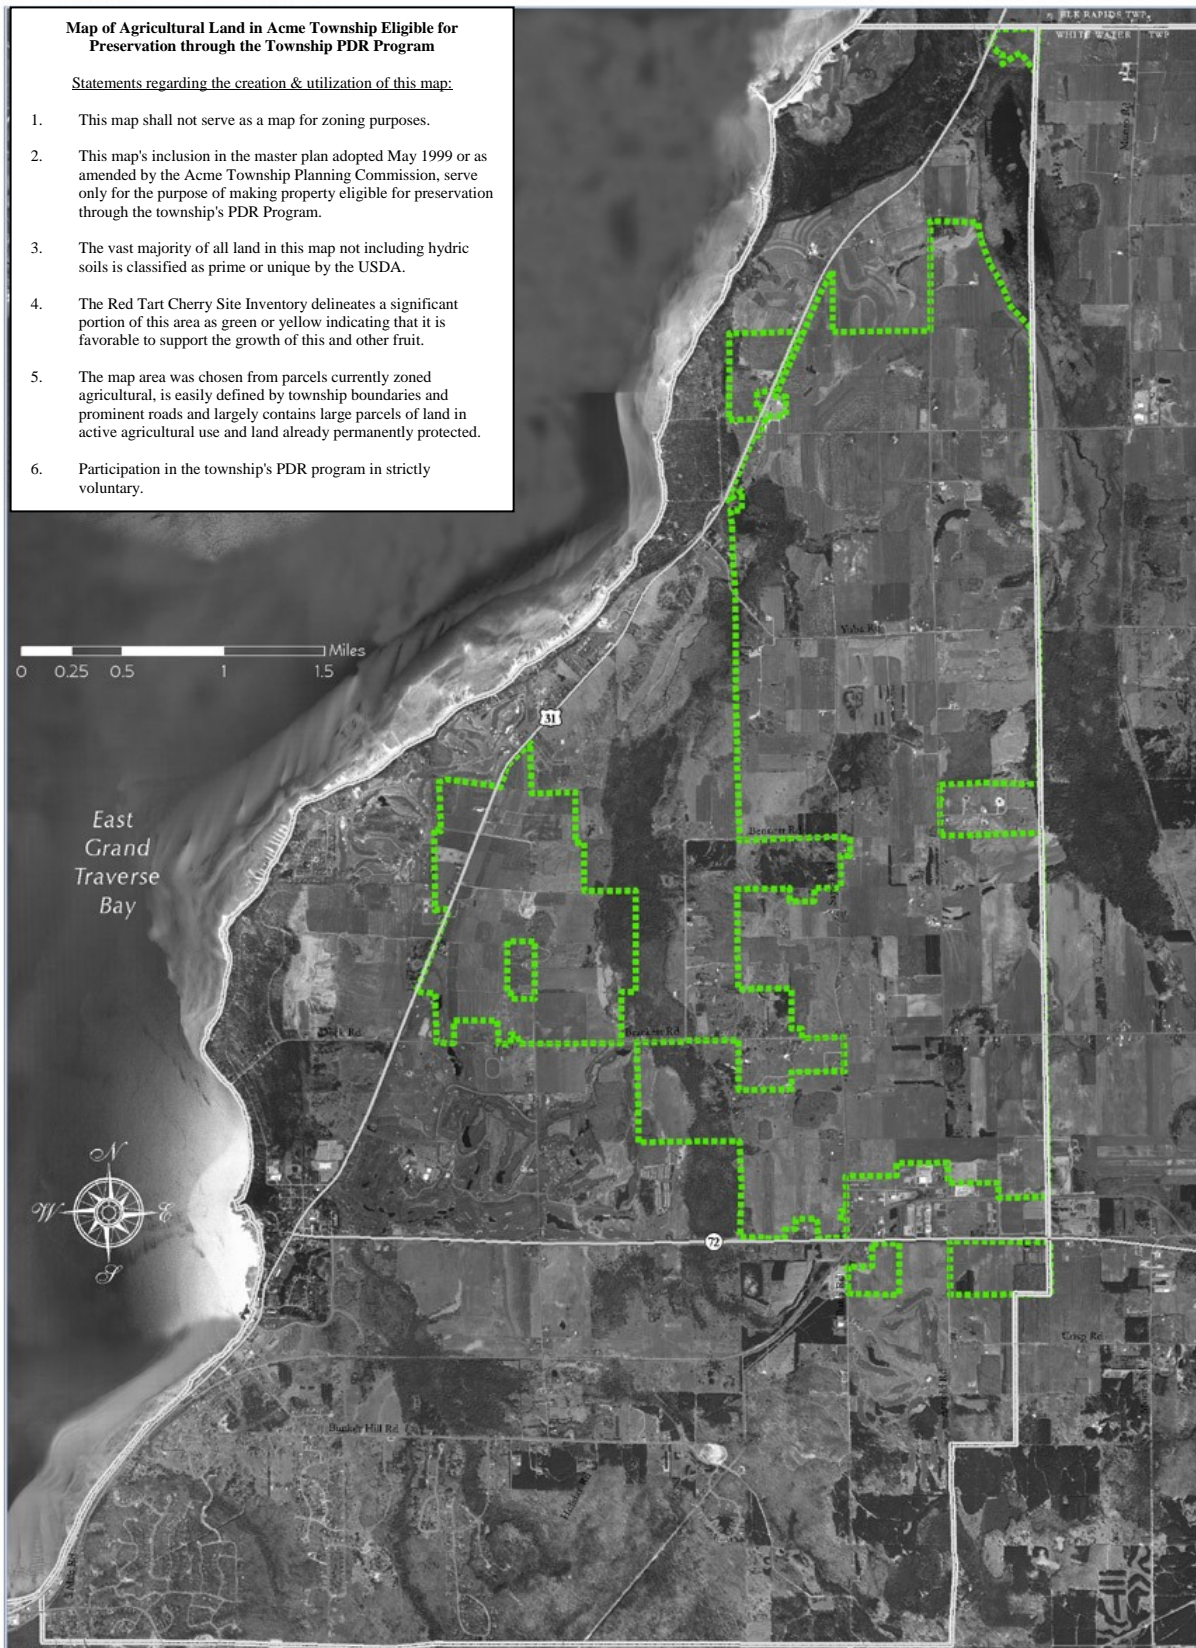 Map of Agricultural Land in Acme Township Eligible for
Preservation through the Township PDR Program
Statements regarding the creation & utilization of this map:
1. This map shall not serve as a map for zoning purposes.
2. This map's inclusion in the master plan adopted May 1999 or as
amended by the Acme Township Planning Commission, serve
only for the purpose of making property eligible for preservation
through the township's PDR Program.
3. The vast majority of all land in this map not including hydric
soils is classified as prime or unique by the USDA.
4. The Red Tart Cherry Site Inventory delineates a significant
portion of this area as green or yellow indicating that it is
favorable to support the growth of this and other fruit.
5. The map area was chosen from parcels currently zoned
agricultural, is easily defined by township boundaries and
prominent roads and largely contains large parcels of land in
active agricultural use and land already permanently protected.
6. Participation in the township's PDR program in strictly
voluntary.
ELK RAPIDS TWP
WHITE WATER TWP
Yuba Rd
Miles
0 0.25 0.5 1 1.5
31
Bennett Rd
East
Grand
Traverse
Bay
Brackett Rd
N
W E
S
72
Crisp Rd
Bunker Hill Rd